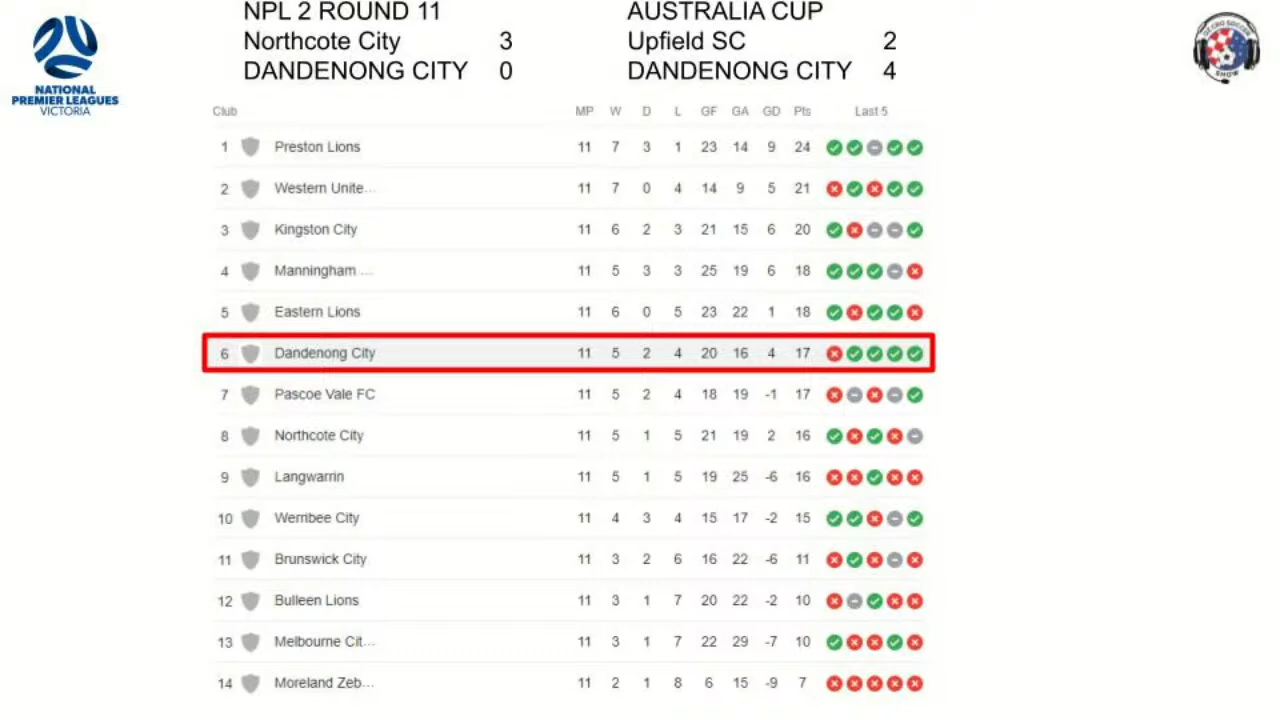 NPL 2 ROUND 11
Northcote City 3
DANDENONG CITY 0
AUSTRALIA CUP
Upfield SC 2
DANDENONG CITY 4
NATIONAL
PREMIER LEAGUES
VICTORIA
SOCCER
SHOW
Club MP W D L GF GA GD Pts Last 5
1 Preston Lions 11 7 3 1 23 14 9 24
2 Western Unite... 11 7 0 4 14 9 5 21
3 Kingston City 11 6 2 3 21 15 6 20
4 Manningham ... 11 5 3 3 25 19 6 18
5 Eastern Lions 11 6 0 5 23 22 1 18
6 Dandenong City 11 5 2 4 20 16 4 17
7 Pascoe Vale FC 11 5 2 4 18 19 -1 17
8 Northcote City 11 5 1 5 21 19 2 16
9 Langwarrin 11 5 1 5 19 25 -6 16
10 Werribee City 11 4 3 4 15 17 -2 15
11 Brunswick City 11 3 2 6 16 22 -6 11
12 Bulleen Lions 11 3 1 7 20 22 -2 10
13 Melbourne Cit... 11 3 1 7 22 29 -7 10
14 Moreland Zeb... 11 2 1 8 6 15 -9 7